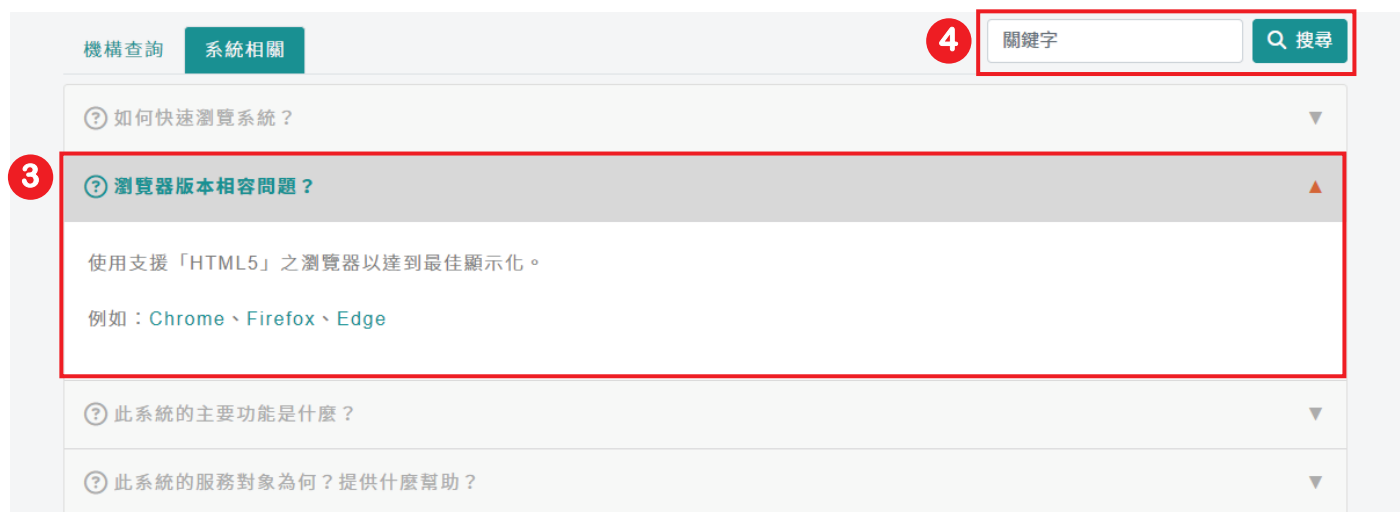 機構查詢 系統相關 4 關鍵字 搜尋
如何快速瀏覽系統？
3 瀏覽器版本相容問題？
使用支援「HTML5」之瀏覽器以達到最佳顯示化。
例如：Chrome、Firefox、Edge
此系統的主要功能是什麼？
此系統的服務對象為何？提供什麼幫助？